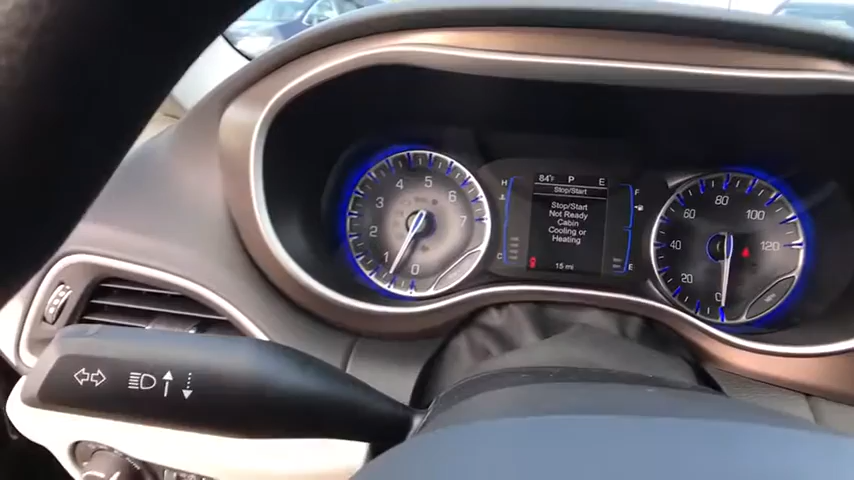 84°F P E
Stop/Start
Stop/Start
Not Ready
Cabin
Cooling or
Heating
15 mi
H
C
F
E
0
1
2
3
4
5
6
7
0
20
40
60
80
100
120